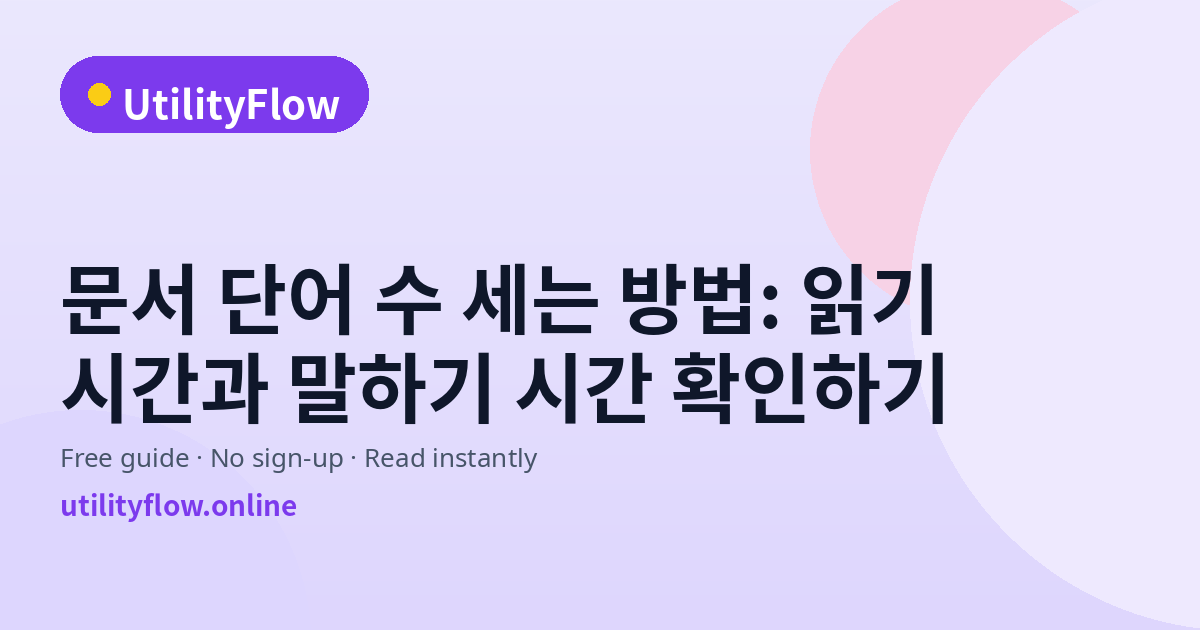 UtilityFlow
문서 단어 수 세는 방법: 읽기
시간과 말하기 시간 확인하기
Free guide · No sign-up · Read instantly
utilityflow.online